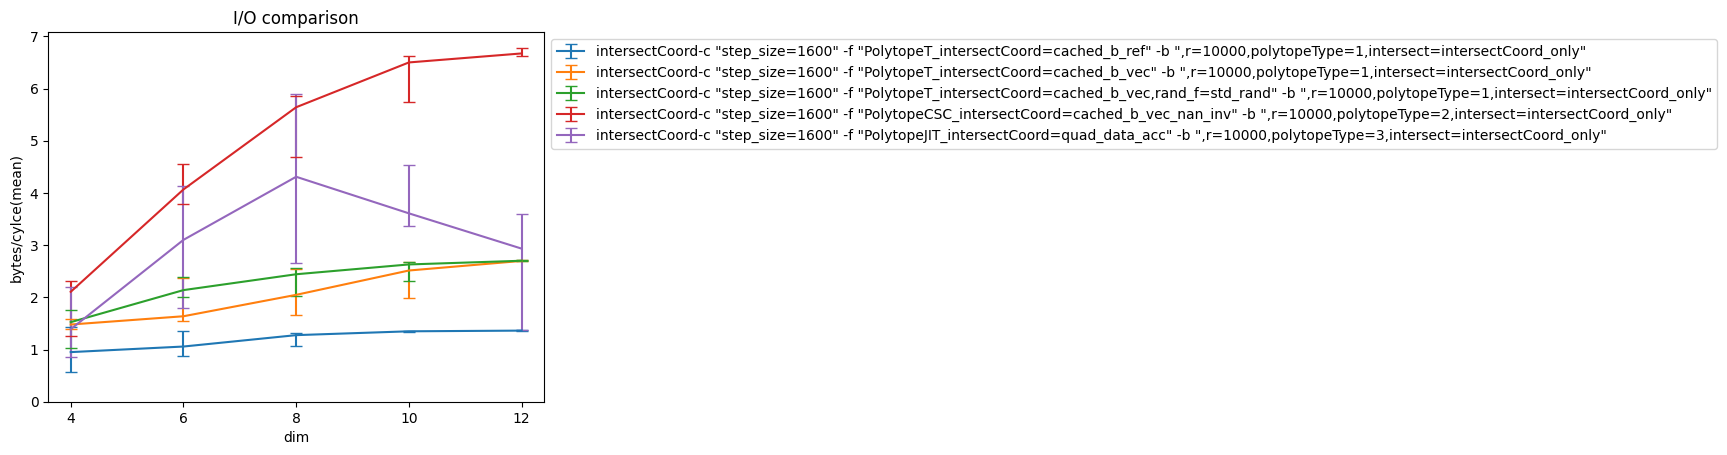 I/O comparison
bytes/cylce(mean)
7
6
5
4
3
2
1
0
4 6 8 10 12
dim
intersectCoord-c "step_size=1600" -f "PolytopeT_intersectCoord=cached_b_ref" -b ",r=10000,polytopeType=1,intersect=intersectCoord_only"
intersectCoord-c "step_size=1600" -f "PolytopeT_intersectCoord=cached_b_vec" -b ",r=10000,polytopeType=1,intersect=intersectCoord_only"
intersectCoord-c "step_size=1600" -f "PolytopeT_intersectCoord=cached_b_vec,rand_f=std_rand" -b ",r=10000,polytopeType=1,intersect=intersectCoord_only"
intersectCoord-c "step_size=1600" -f "PolytopeCSC_intersectCoord=cached_b_vec_nan_inv" -b ",r=10000,polytopeType=2,intersect=intersectCoord_only"
intersectCoord-c "step_size=1600" -f "PolytopeJIT_intersectCoord=quad_data_acc" -b ",r=10000,polytopeType=3,intersect=intersectCoord_only"